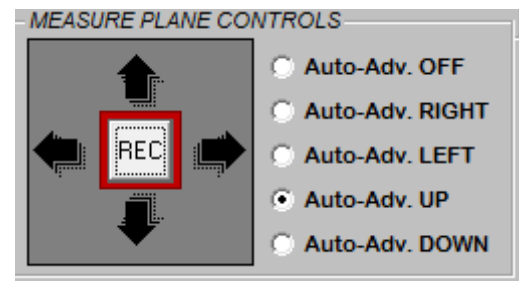 MEASURE PLANE CONTROLS
Auto-Adv. OFF
Auto-Adv. RIGHT
REC
Auto-Adv. LEFT
Auto-Adv. UP
Auto-Adv. DOWN